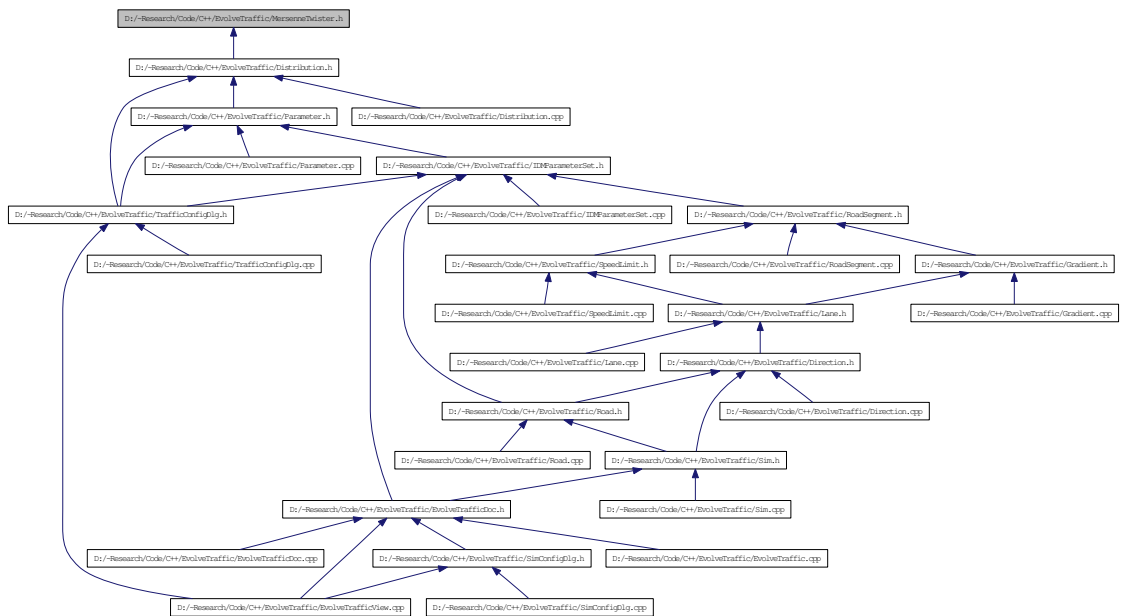 D:/~Research/Code/C++/EvolveTraffic/MersenneTwister.h
D:/~Research/Code/C++/EvolveTraffic/Distribution.h
D:/~Research/Code/C++/EvolveTraffic/Parameter.h
D:/~Research/Code/C++/EvolveTraffic/Distribution.cpp
D:/~Research/Code/C++/EvolveTraffic/Parameter.cpp
D:/~Research/Code/C++/EvolveTraffic/IDMParameterSet.h
D:/~Research/Code/C++/EvolveTraffic/TrafficConfigDlg.h
D:/~Research/Code/C++/EvolveTraffic/IDMParameterSet.cpp
D:/~Research/Code/C++/EvolveTraffic/RoadSegment.h
D:/~Research/Code/C++/EvolveTraffic/TrafficConfigDlg.cpp
D:/~Research/Code/C++/EvolveTraffic/SpeedLimit.h
D:/~Research/Code/C++/EvolveTraffic/RoadSegment.cpp
D:/~Research/Code/C++/EvolveTraffic/Gradient.h
D:/~Research/Code/C++/EvolveTraffic/SpeedLimit.cpp
D:/~Research/Code/C++/EvolveTraffic/Lane.h
D:/~Research/Code/C++/EvolveTraffic/Gradient.cpp
D:/~Research/Code/C++/EvolveTraffic/Lane.cpp
D:/~Research/Code/C++/EvolveTraffic/Direction.h
D:/~Research/Code/C++/EvolveTraffic/Road.h
D:/~Research/Code/C++/EvolveTraffic/Direction.cpp
D:/~Research/Code/C++/EvolveTraffic/Road.cpp
D:/~Research/Code/C++/EvolveTraffic/Sim.h
D:/~Research/Code/C++/EvolveTraffic/EvolveTrafficDoc.h
D:/~Research/Code/C++/EvolveTraffic/Sim.cpp
D:/~Research/Code/C++/EvolveTraffic/EvolveTrafficDoc.cpp
D:/~Research/Code/C++/EvolveTraffic/SimConfigDlg.h
D:/~Research/Code/C++/EvolveTraffic/EvolveTraffic.cpp
D:/~Research/Code/C++/EvolveTraffic/EvolveTrafficView.cpp
D:/~Research/Code/C++/EvolveTraffic/SimConfigDlg.cpp